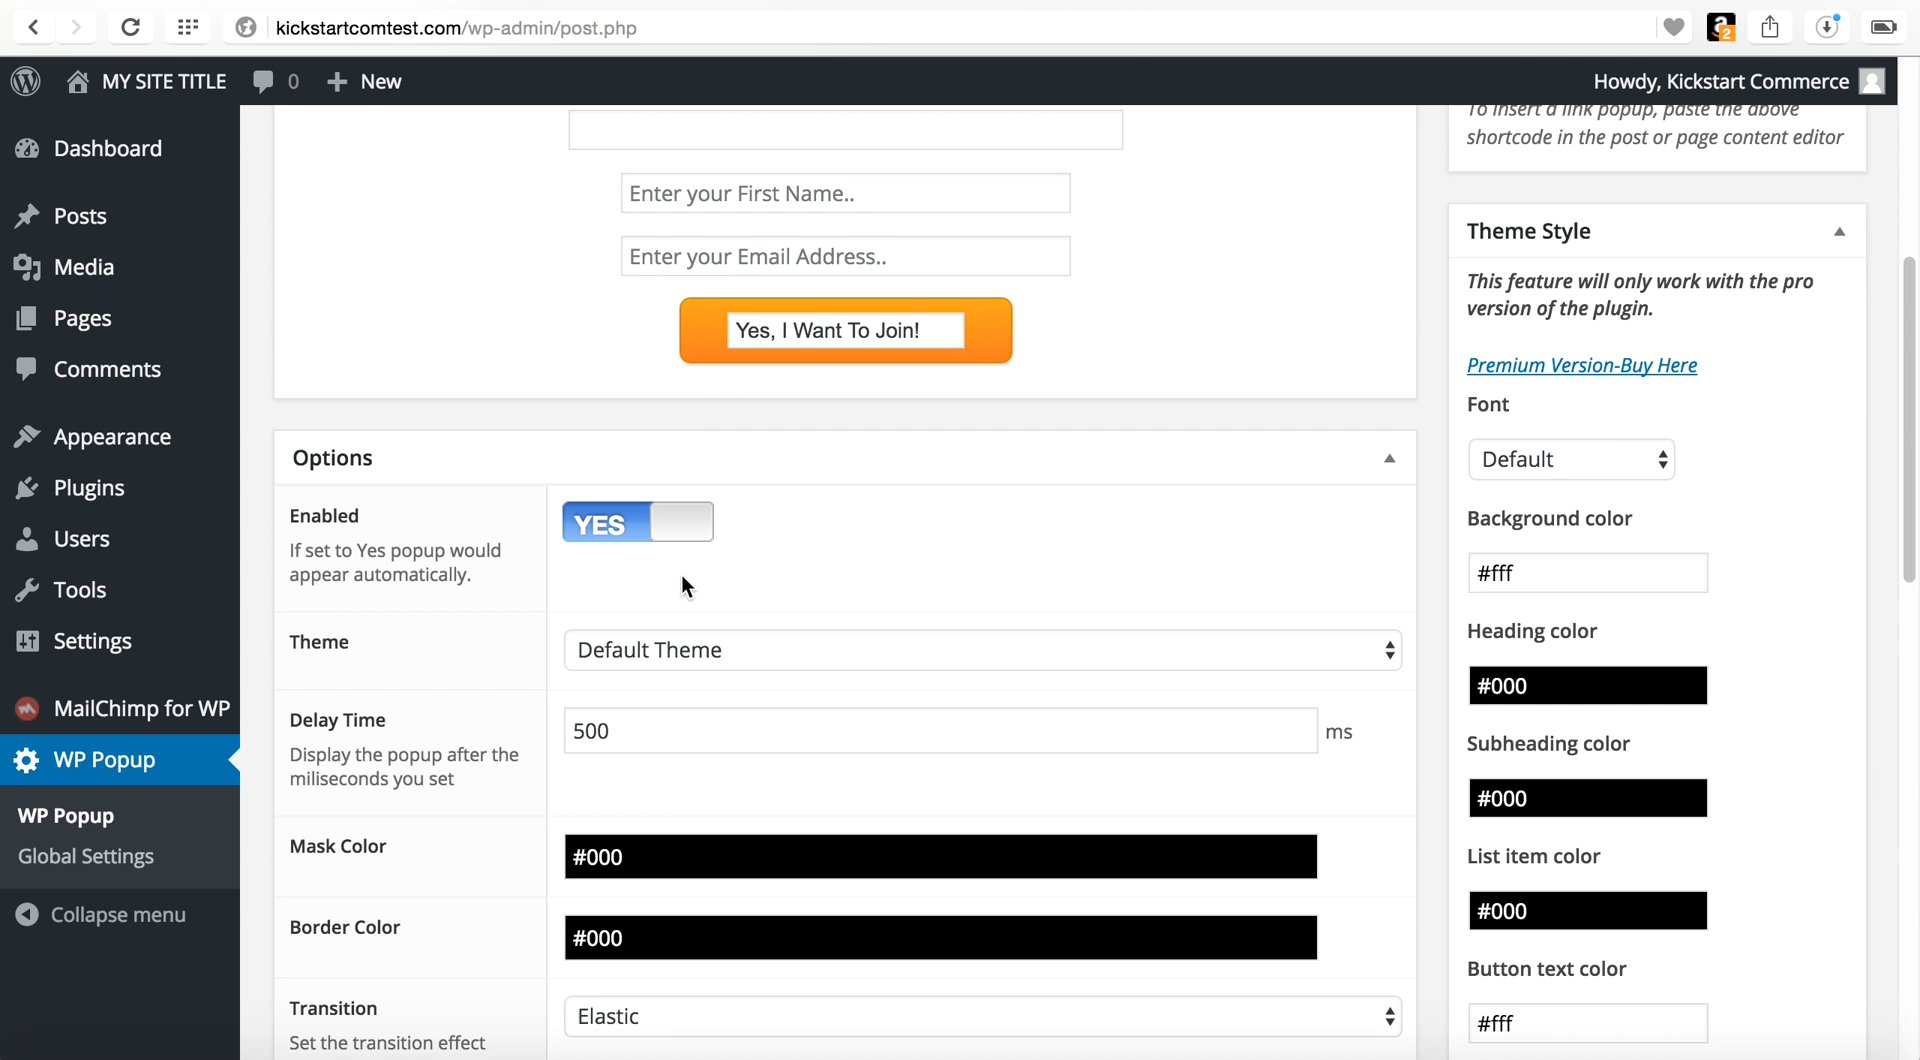 kickstartcomtest.com/wp-admin/post.php
2
MY SITE TITLE
0
New
Howdy, Kickstart Commerce
Dashboard
Posts
Media
Pages
Comments
Appearance
Plugins
Users
Tools
Settings
MailChimp for WP
WP Popup
WP Popup
Global Settings
Collapse menu
Enter your First Name..
Enter your Email Address..
Yes, I Want To Join!
Options
Enabled
If set to Yes popup would
appear automatically.
YES
Theme
Default Theme
Delay Time
Display the popup after the
miliseconds you set
500
ms
Mask Color
#000
Border Color
#000
Transition
Set the transition effect
Elastic
To insert a link popup, paste the above
shortcode in the post or page content editor
Theme Style
This feature will only work with the pro
version of the plugin.
Premium Version-Buy Here
Font
Default
Background color
#fff
Heading color
#000
Subheading color
#000
List item color
#000
Button text color
#fff